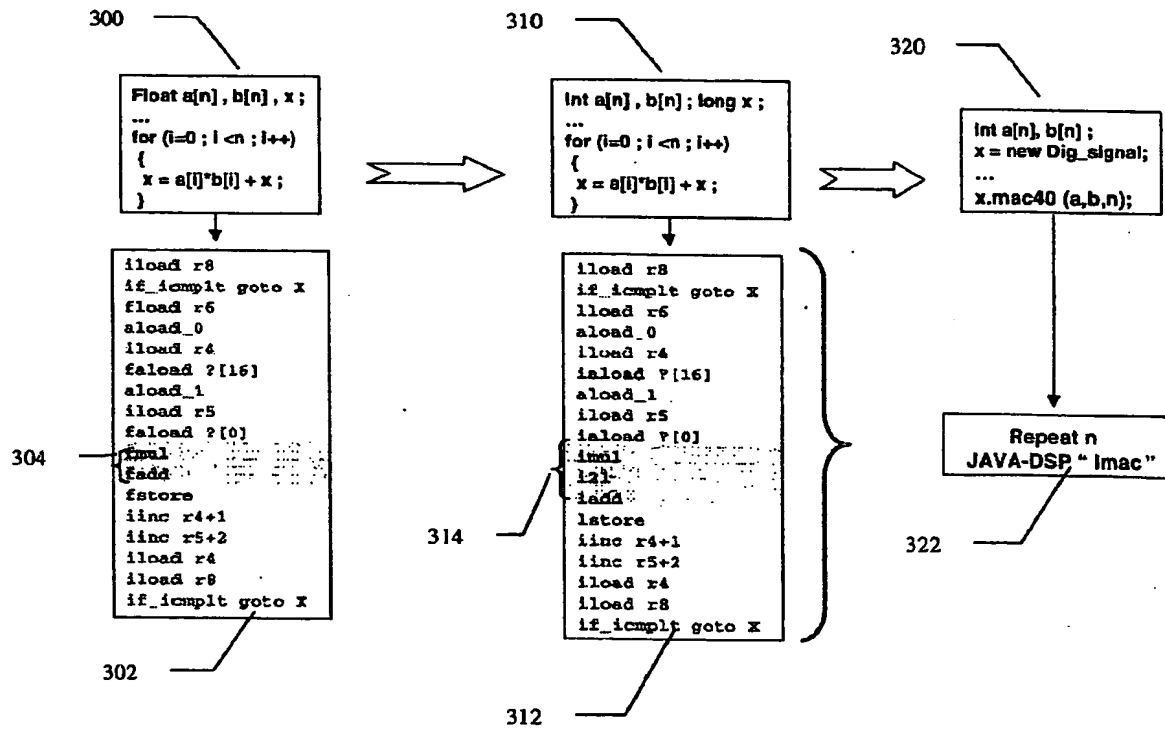 300
Float a[n] , b[n] , x ;
...
for (i=0 ; i <n ; i++)
{
x = a[i]*b[i] + x ;
}
iload r8
if_icmplt goto X
fload r6
aload_0
iload r4
faload ?[16]
aload_1
iload r5
faload ?[0]
fmul
fadd
fstore
iinc r4+1
iinc r5+2
iload r4
iload r8
if_icmplt goto X
304
302
310
Int a[n] , b[n] ; long x ;
...
for (i=0 ; i <n ; i++)
{
x = a[i]*b[i] + x ;
}
iload r8
if_icmplt goto X
lload r6
aload_0
iload r4
iaload ?[16]
aload_1
iload r5
iaload ?[0]
imul
i2l
ladd
lstore
iinc r4+1
iinc r5+2
iload r4
iload r8
if_icmplt goto X
314
312
320
Int a[n], b[n] ;
x = new Dig_signal;
...
x.mac40 (a,b,n);
Repeat n
JAVA-DSP “ lmac”
322